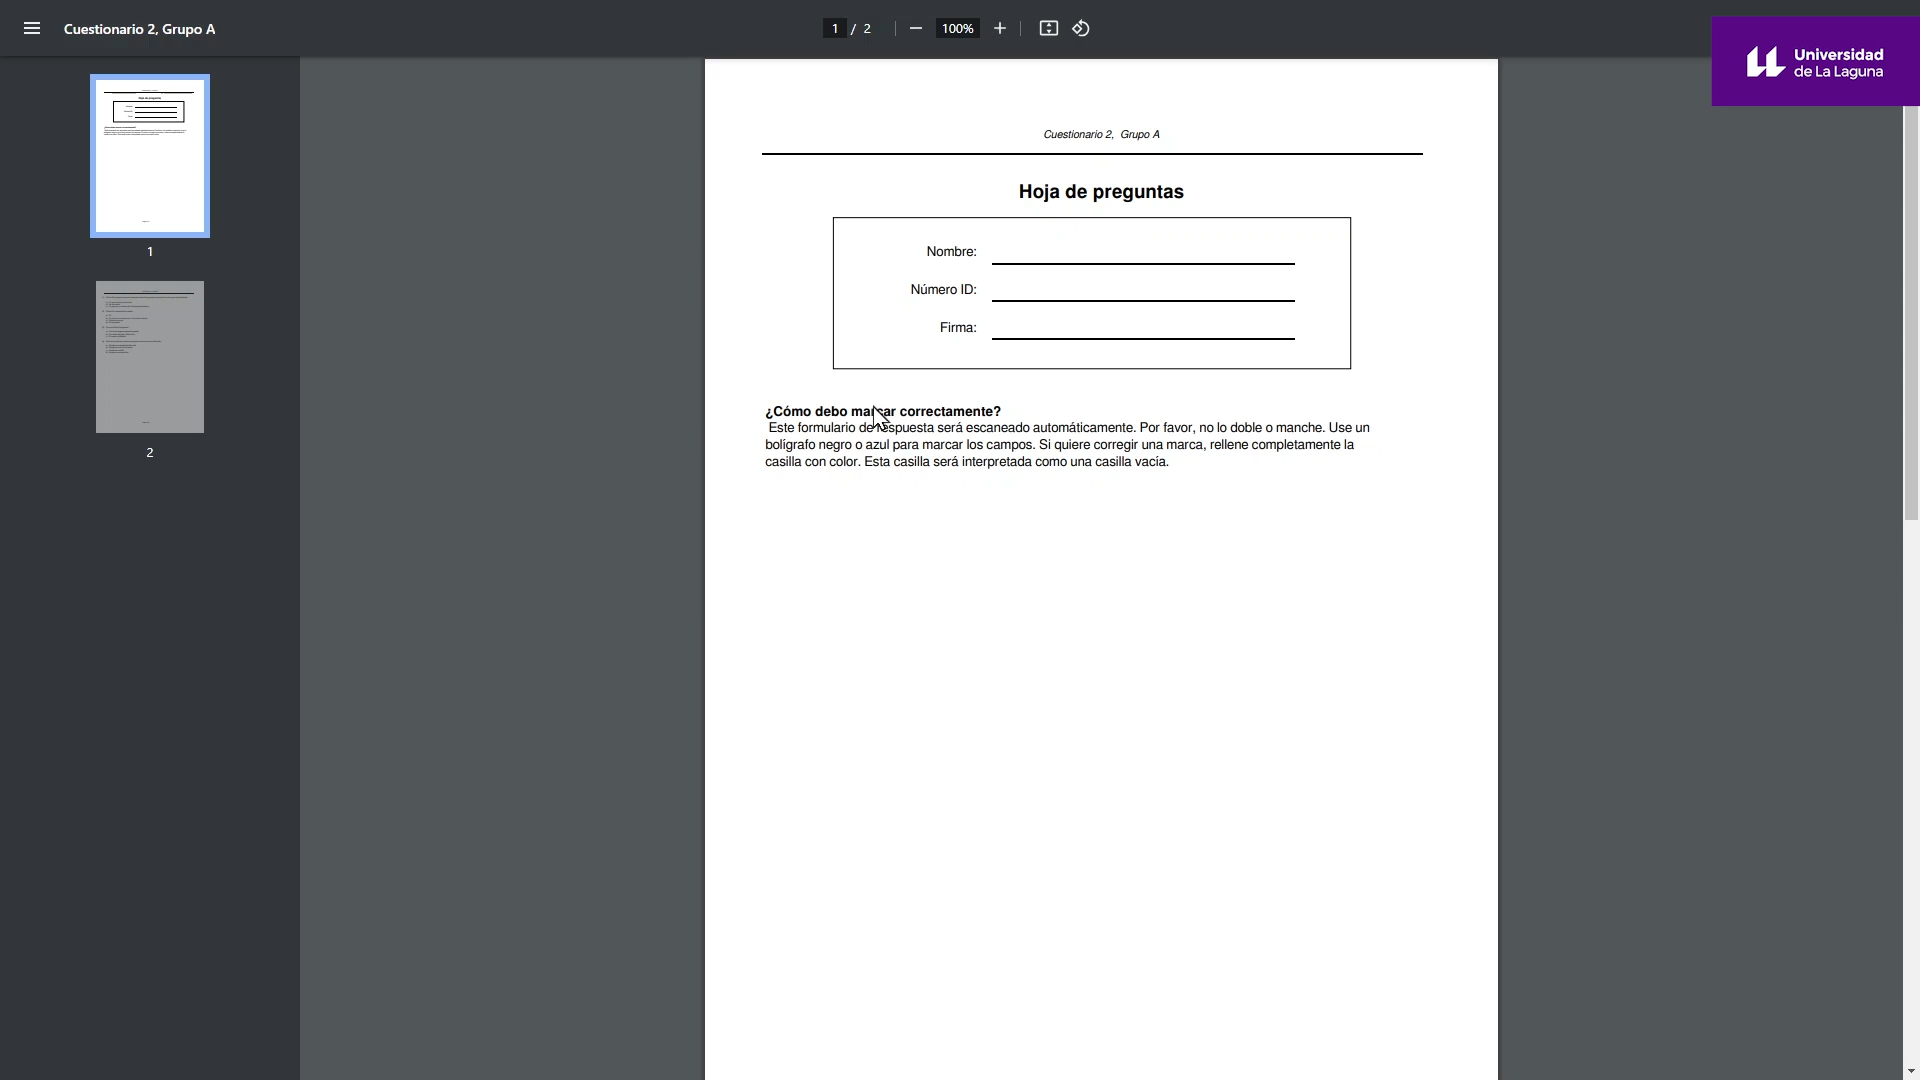 Cuestionario 2, Grupo A
1 / 2
100%
Universidad
de La Laguna
1
2
Cuestionario 2, Grupo A
Hoja de preguntas
Nombre:
Número ID:
Firma:
¿Cómo debo marcar correctamente?
Este formulario de respuesta será escaneado automáticamente. Por favor, no lo doble o manche. Use un
bolígrafo negro o azul para marcar los campos. Si quiere corregir una marca, rellene completamente la
casilla con color. Esta casilla será interpretada como una casilla vacía.